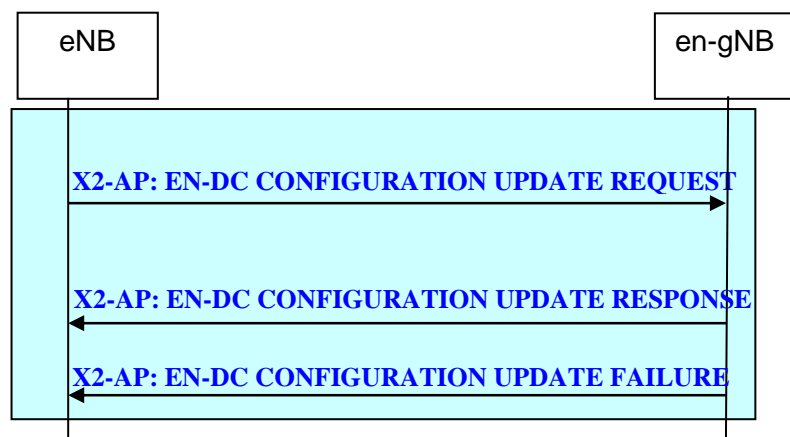 eNB
en-gNB
X2-AP: EN-DC CONFIGURATION UPDATE REQUEST
X2-AP: EN-DC CONFIGURATION UPDATE RESPONSE
X2-AP: EN-DC CONFIGURATION UPDATE FAILURE